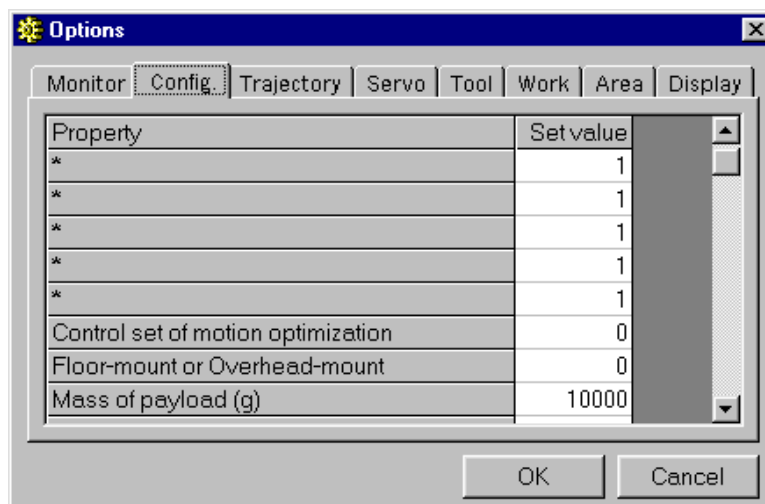 Options
Monitor Config. Trajectory Servo Tool Work Area Display
Property Set value
* 1
* 1
* 1
* 1
* 1
Control set of motion optimization 0
Floor-mount or Overhead-mount 0
Mass of payload (g) 10000
OK Cancel